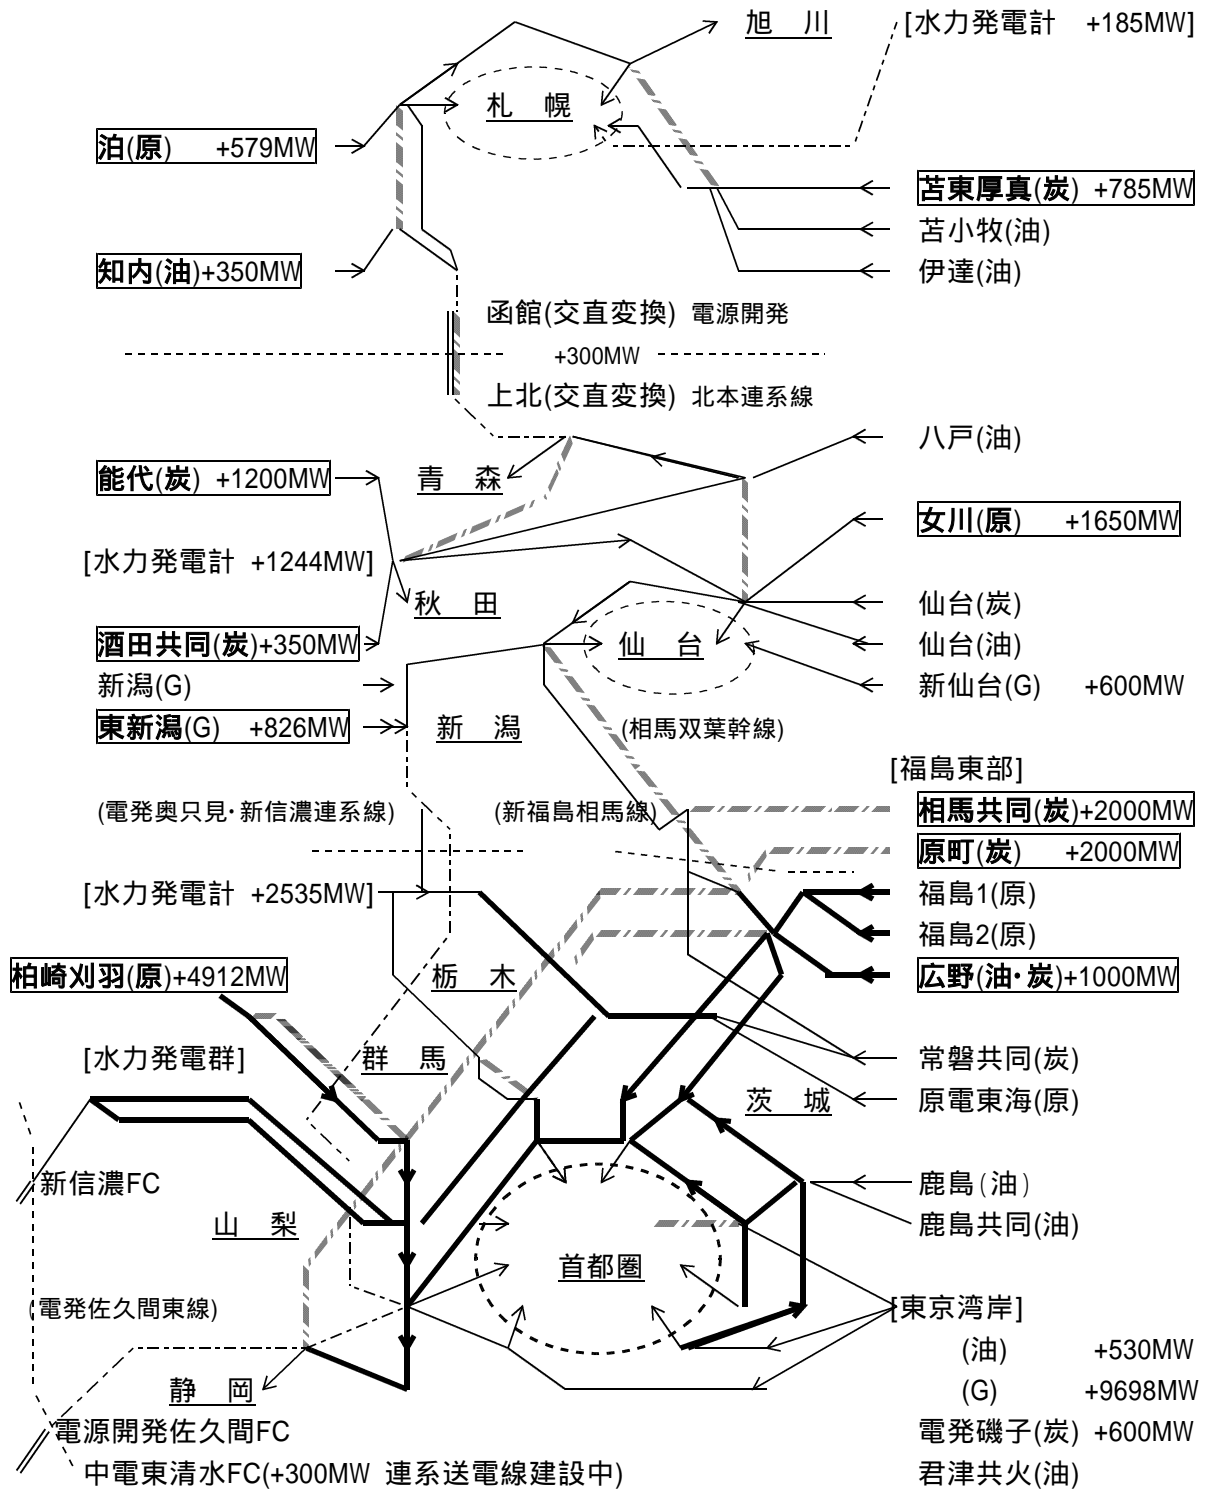 旭　川
[水力発電計　+185MW]
札　幌
泊(原)　+579MW
苫東厚真(炭) +785MW
苫小牧(油)
知内(油)+350MW
伊達(油)
函館(交直変換) 電源開発
+300MW
上北(交直変換) 北本連系線
八戸(油)
能代(炭) +1200MW
青　森
女川(原)　+1650MW
[水力発電計 +1244MW]
秋　田
仙台(炭)
酒田共同(炭)+350MW
仙　台
仙台(油)
新潟(G)
新仙台(G)　+600MW
東新潟(G)　+826MW
新　潟
(相馬双葉幹線)
[福島東部]
(電発奥只見･新信濃連系線)
(新福島相馬線)
相馬共同(炭)+2000MW
原町(炭)　+2000MW
[水力発電計 +2535MW]
福島1(原)
福島2(原)
柏崎刈羽(原)+4912MW
栃　木
広野(油･炭)+1000MW
[水力発電群]
群　馬
常磐共同(炭)
茨　城
原電東海(原)
新信濃FC
鹿島(油)
山　梨
鹿島共同(油)
首都圏
(電発佐久間東線)
[東京湾岸]
(油)　+530MW
静　岡
(G)　+9698MW
電源開発佐久間FC
電発磯子(炭) +600MW
中電東清水FC(+300MW 連系送電線建設中)
君津共火(油)